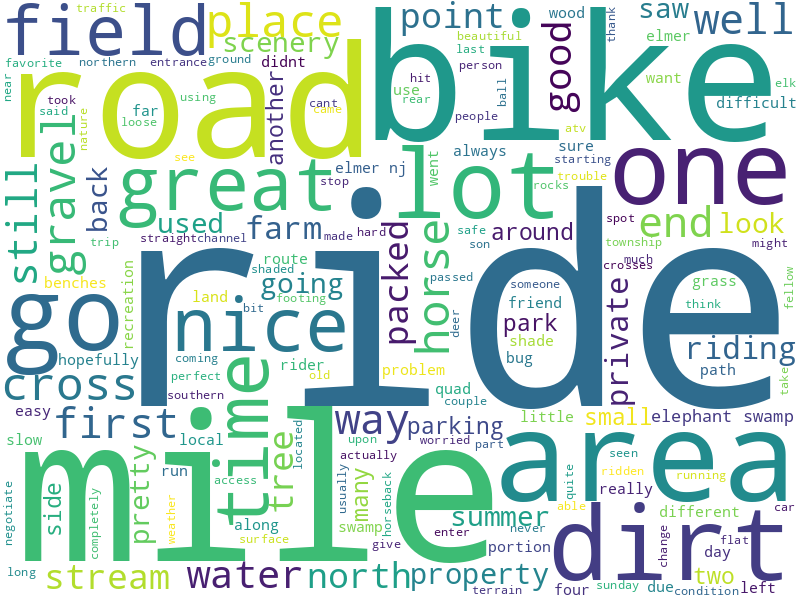 traffic
field
place
scenery
point
wood
beautiful
last
saw
elmer
thank
well
favorite
northern
entrance
ground
didnt
road
bike
good
near
took
said
using
nature
far
loose
another
cant
came
use
rear
hit
person
people
ball
want
elk
difficult
still
gravel
back
see
great
elmer nj
stop
lot
went
always
atv
sure
starting
trouble
rocks
one
used
farm
straightchannel
made
hard
horse
safe
son
around
spot
end
look
township
might
trip
benches
recreation
route
shaded
going
footing
land
bit
packed
passed
deer
someone
friend
park
shade
bug
private
much
crosses
grass
think
fellow
go
ride
nice
hopefully
coming
perfect
southern
rider
old
problem
quad
couple
riding
path
take
cross
easy
first
time
way
parking
little
small
elephant swamp
slow
local
tree
located
upon
worried
actually
part
mile
area
seen
ridden
running
really
quite
negotiate
side
completely
pretty
run
weather
access
along
surface
many
usually
swamp
horseback
give
summer
enter
never
portion
able
different
car
dirt
change
flat
day
long
stream
water
north
property
terrain
four
sunday
due
condition
two
left